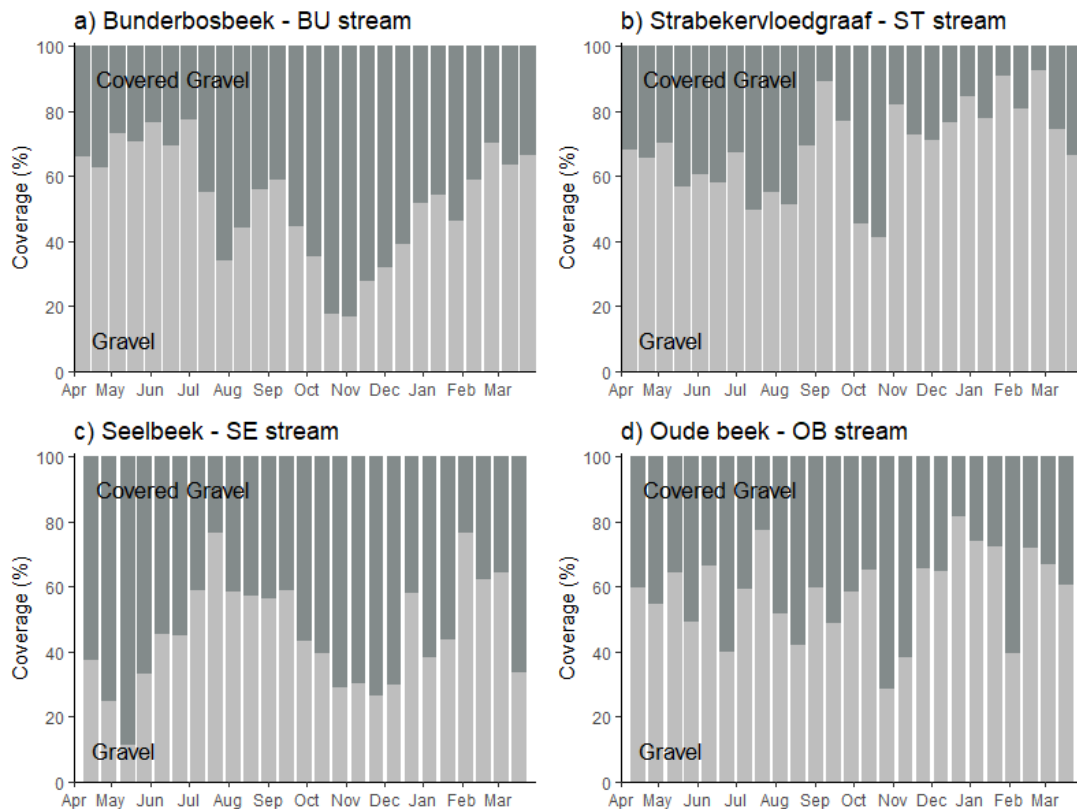 a) Bunderbosbeek - BU stream
Coverage (%)
100
80
60
40
20
0
Covered Gravel
Gravel
Apr May Jun Jul Aug Sep Oct Nov Dec Jan Feb Mar
b) Strabekervloedgraaf - ST stream
Coverage (%)
100
80
60
40
20
0
Covered Gravel
Gravel
Apr May Jun Jul Aug Sep Oct Nov Dec Jan Feb Mar
c) Seelbeek - SE stream
Coverage (%)
100
80
60
40
20
0
Covered Gravel
Gravel
Apr May Jun Jul Aug Sep Oct Nov Dec Jan Feb Mar
d) Oude beek - OB stream
Coverage (%)
100
80
60
40
20
0
Covered Gravel
Gravel
Apr May Jun Jul Aug Sep Oct Nov Dec Jan Feb Mar